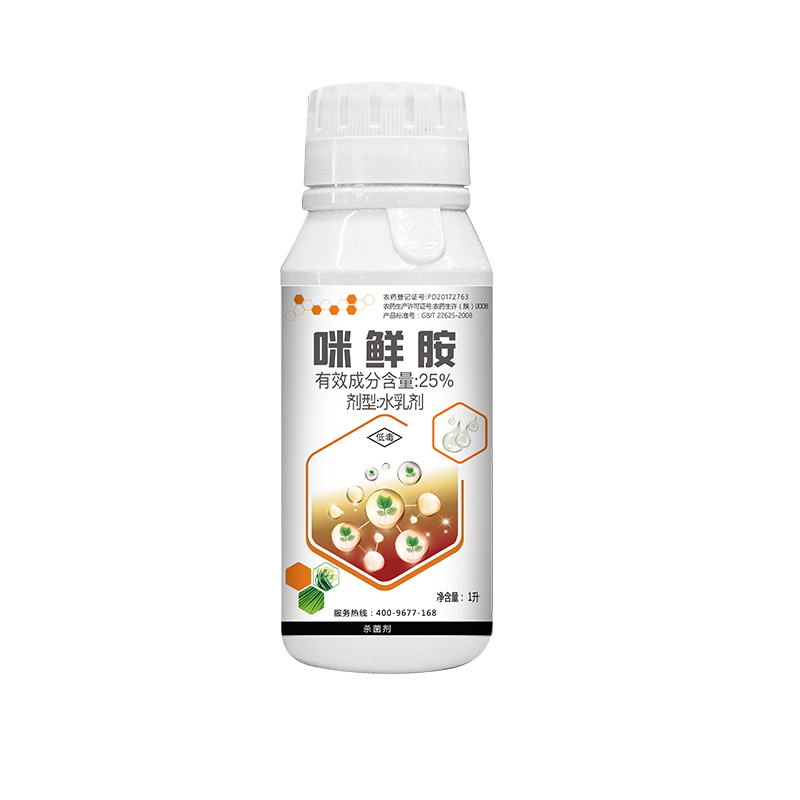 农药登记证号:PD20172763
农药生产许可证号:农药生许（陕）0008
产品标准号：GB/T 22625-2008
咪鲜胺
有效成分含量:25%
剂型:水乳剂
低毒
净含量：1升
服务热线：400-9677-168
杀菌剂